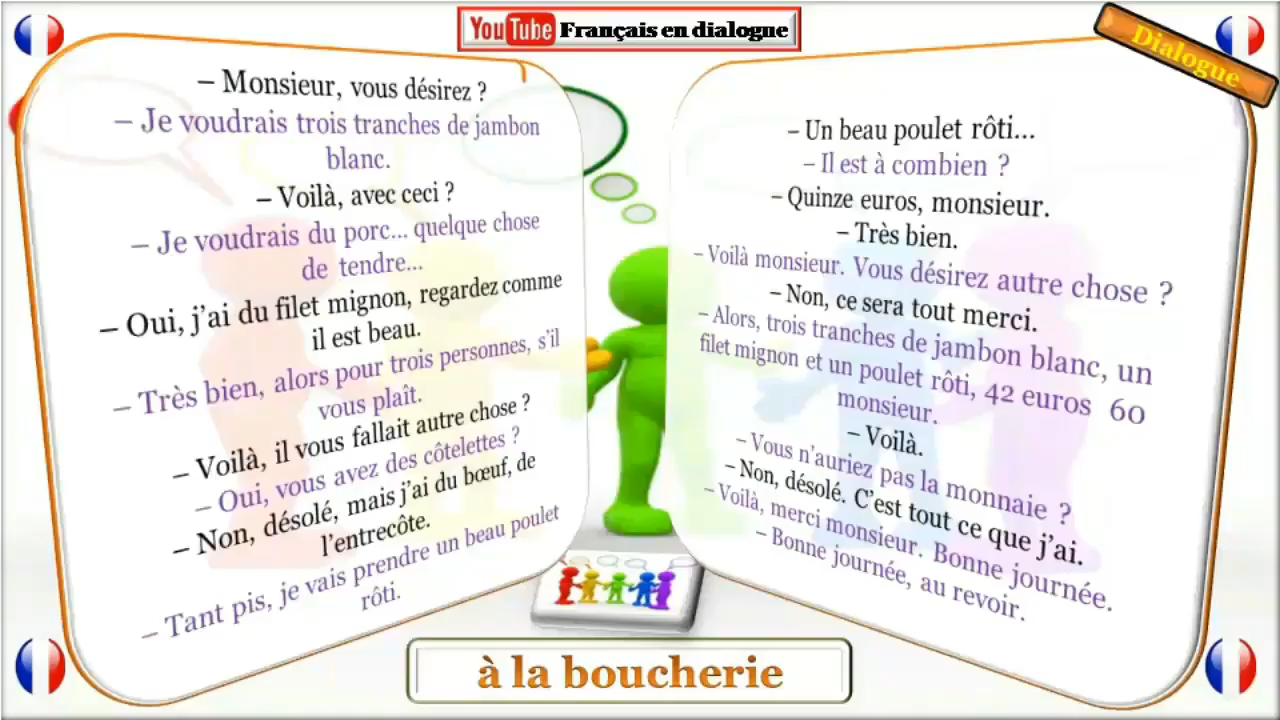 YouTube Français en dialogue
Dialogue
– Monsieur, vous désirez ?
– Je voudrais trois tranches de jambon
blanc.
– Voilà, avec ceci ?
– Je voudrais du porc... quelque chose
de tendre...
– Oui, j'ai du filet mignon, regardez comme
il est beau.
– Très bien, alors pour trois personnes, s'il
vous plaît.
– Voilà, il vous fallait autre chose ?
– Oui, vous avez des côtelettes ?
– Non, désolé, mais j'ai du bœuf, de
l'entrecôte.
– Tant pis, je vais prendre un beau poulet
rôti.
– Un beau poulet rôti...
– Il est à combien ?
– Quinze euros, monsieur.
– Très bien.
– Voilà monsieur. Vous désirez autre chose ?
– Non, ce sera tout merci.
– Alors, trois tranches de jambon blanc, un
filet mignon et un poulet rôti, 42 euros 60
monsieur.
– Voilà.
– Vous n'auriez pas la monnaie ?
– Non, désolé. C'est tout ce que j'ai.
– Voilà, merci monsieur. Bonne journée.
– Bonne journée, au revoir.
à la boucherie